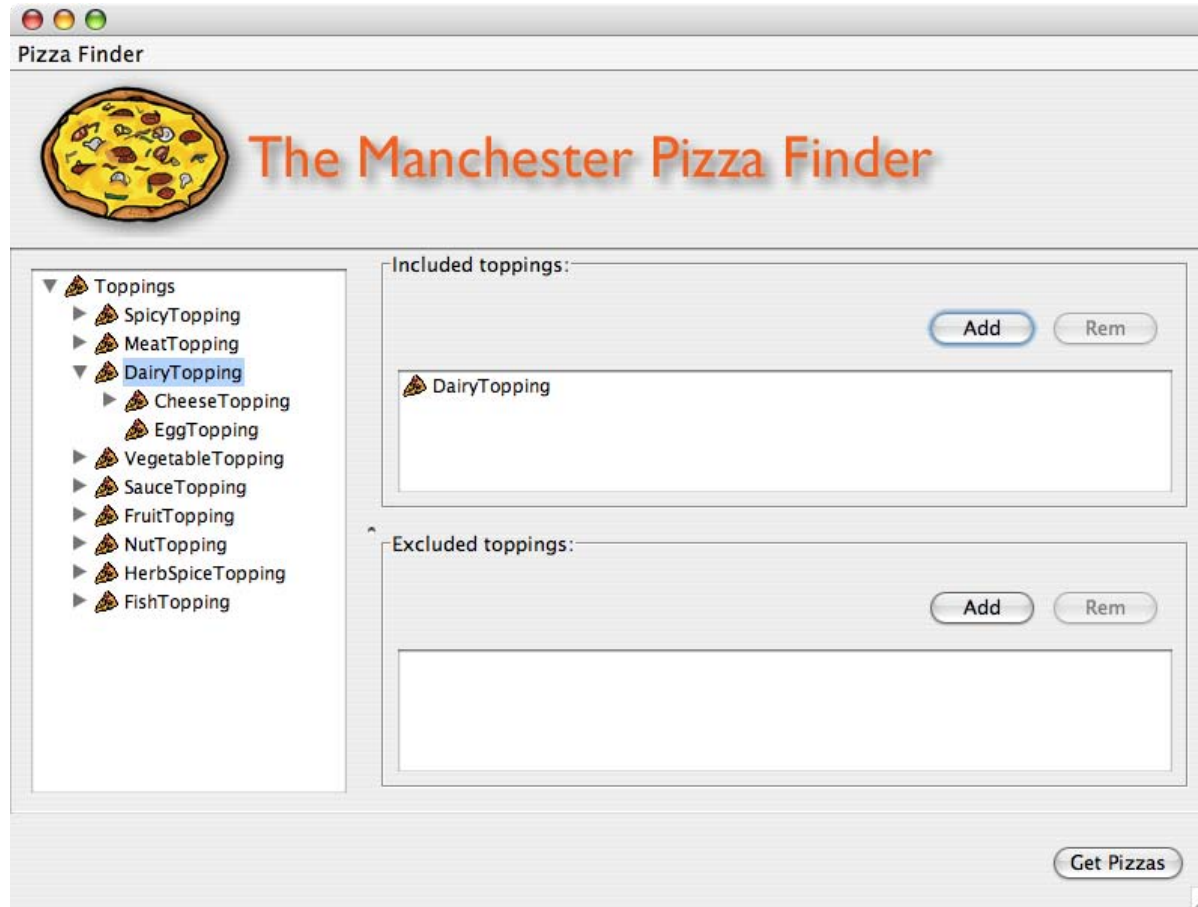 Pizza Finder
The Manchester Pizza Finder
Toppings
SpicyTopping
MeatTopping
DairyTopping
CheeseTopping
EggTopping
VegetableTopping
SauceTopping
FruitTopping
NutTopping
HerbSpiceTopping
FishTopping
Included toppings:
Add Rem
DairyTopping
Excluded toppings:
Add Rem
Get Pizzas